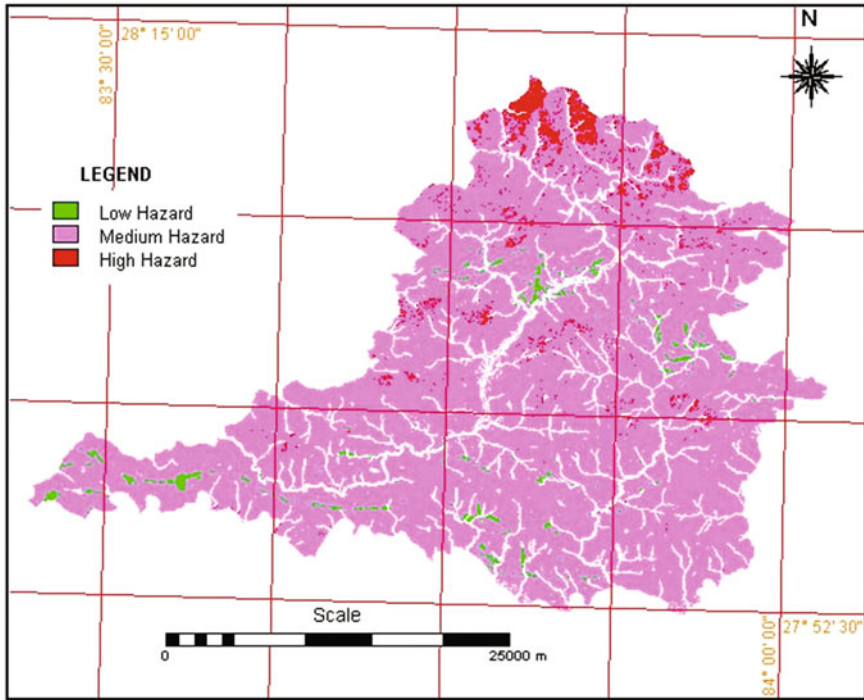 N
28° 15' 00"
83° 30' 00"
LEGEND
Low Hazard
Medium Hazard
High Hazard
Scale
0 25000 m
27° 52' 30"
84° 00' 00"